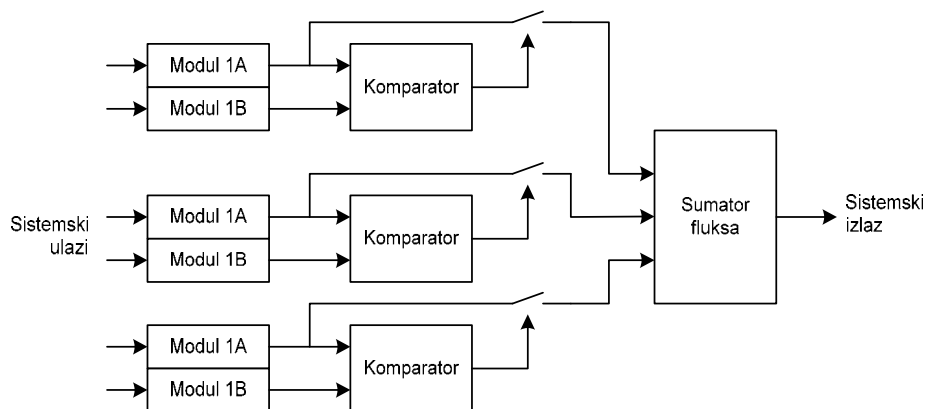 Modul 1A
Modul 1B
Komparator
Sistemski
ulazi
Modul 1A
Modul 1B
Komparator
Sumator
fluksa
Sistemski
izlaz
Modul 1A
Modul 1B
Komparator